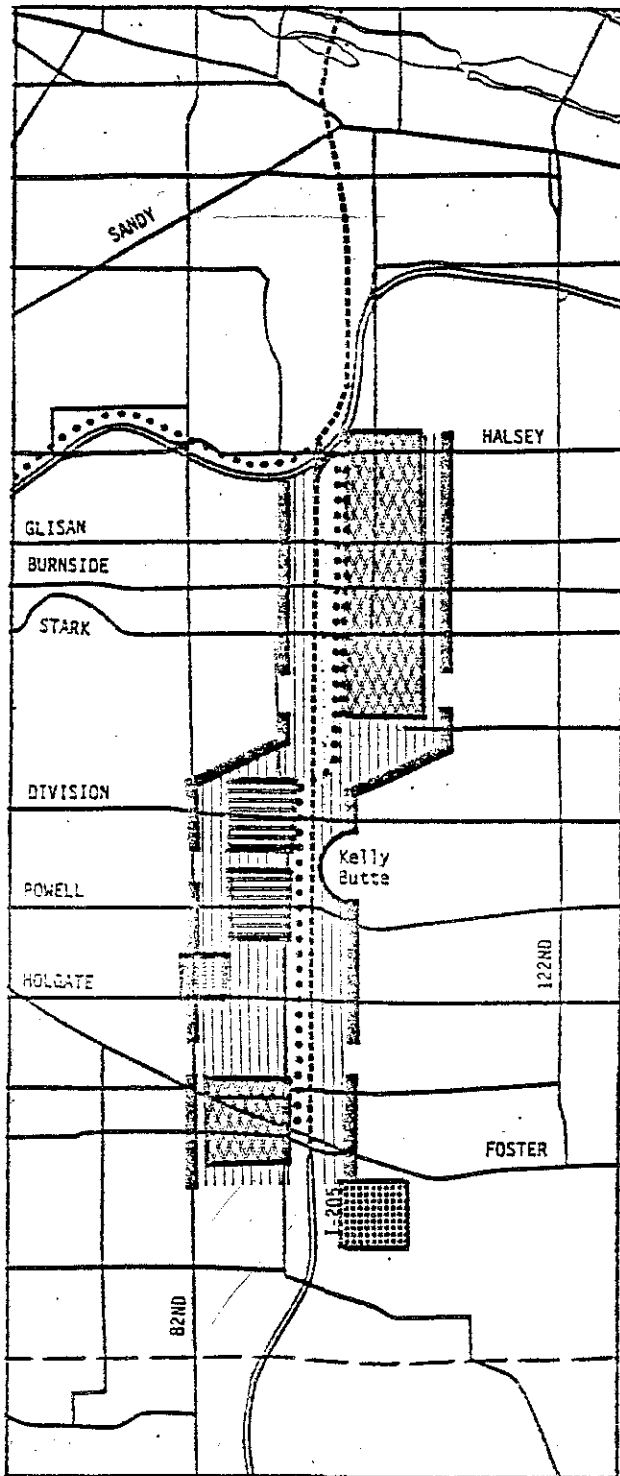 SANDY
HALSEY
GLISAN
BURNSIDE
STARK
DIVISION
Kelly
Butte
POWELL
HOLGATE
122ND
FOSTER
I-205
82ND